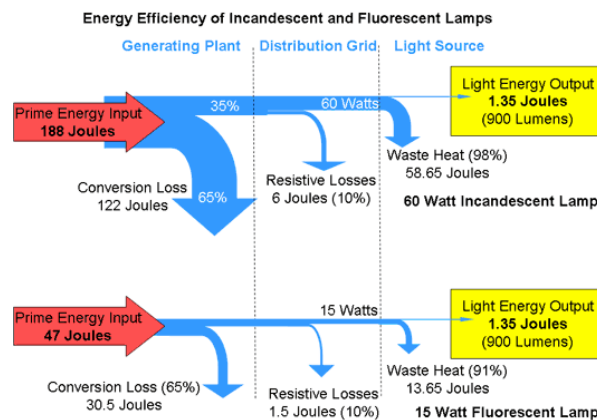 Energy Efficiency of Incandescent and Fluorescent Lamps
Generating Plant
Distribution Grid
Light Source
Prime Energy Input
188 Joules
35%
60 Watts
Light Energy Output
1.35 Joules
(900 Lumens)
Conversion Loss
122 Joules
65%
Resistive Losses
6 Joules (10%)
Waste Heat (98%)
58.65 Joules
60 Watt Incandescent Lamp
Prime Energy Input
47 Joules
15 Watts
Light Energy Output
1.35 Joules
(900 Lumens)
Conversion Loss (65%)
30.5 Joules
Resistive Losses
1.5 Joules (10%)
Waste Heat (91%)
13.65 Joules
15 Watt Fluorescent Lamp